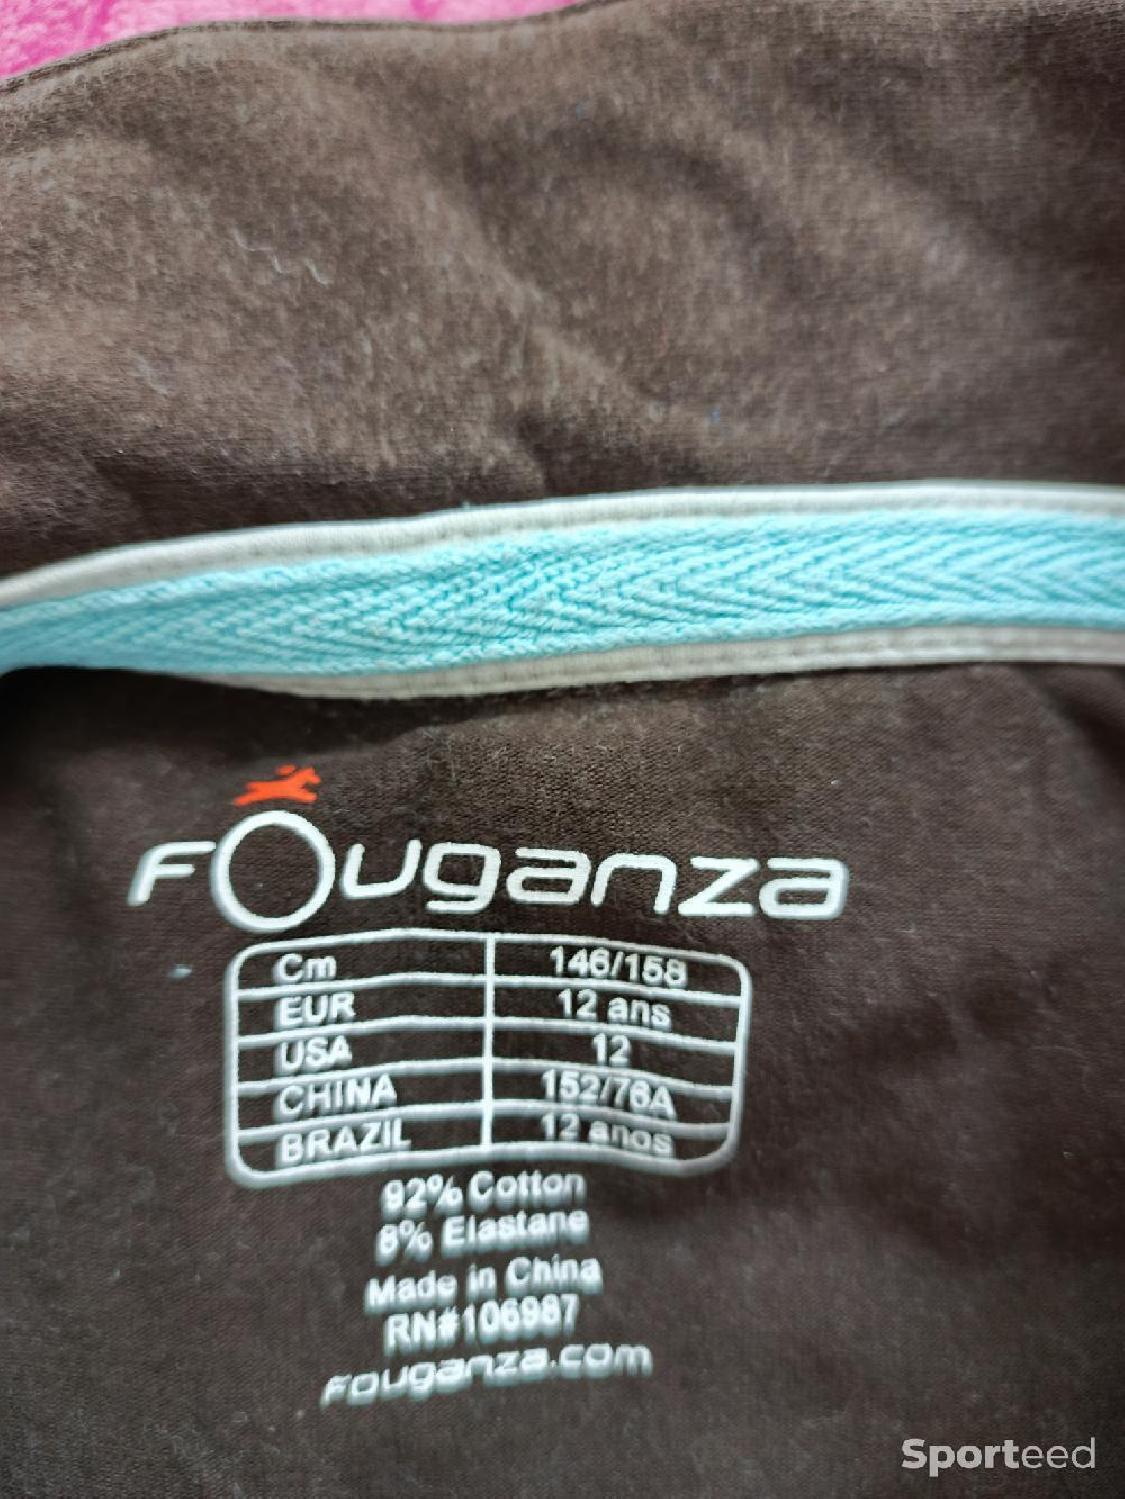 Fouganza
Cm 146/158
EUR 12 ans
USA 12
CHINA 152/76A
BRAZIL 12 anos
92% Cotton
8% Elastane
Made in China
RN#106987
Fouganza.com
Sporteed